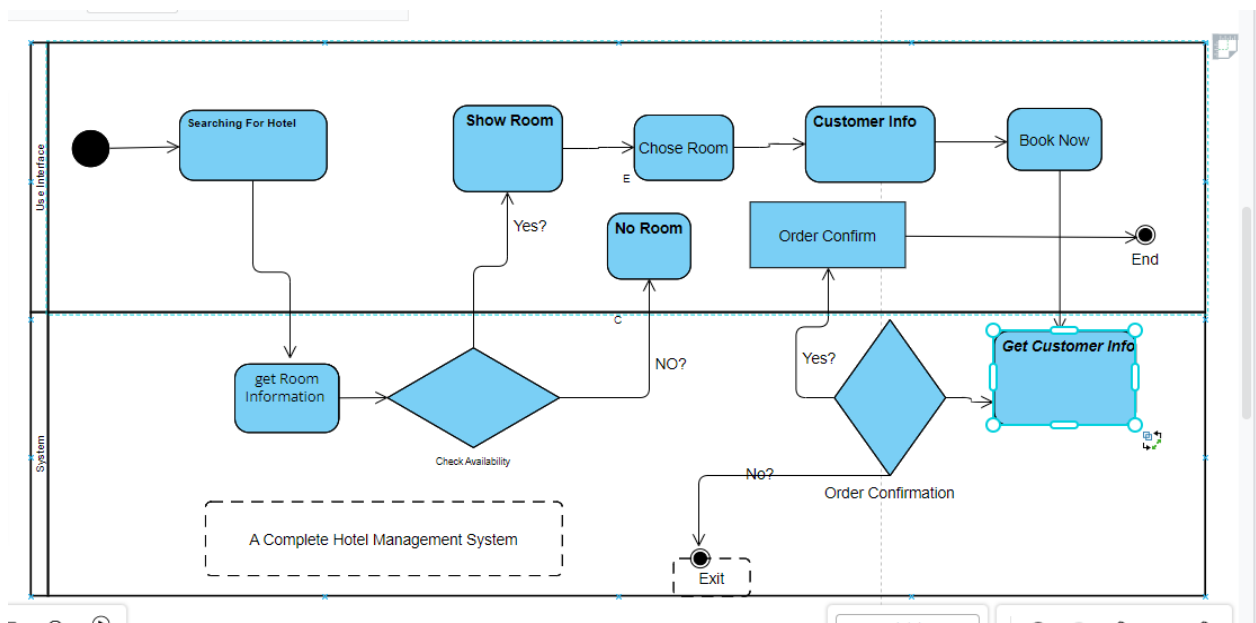 Use Interface
Searching For Hotel
Show Room
Chose Room
E
Customer Info
Book Now
Yes?
No Room
Order Confirm
End
C
System
get Room
Information
NO?
Yes?
Get Customer Info
Check Availability
No?
Order Confirmation
A Complete Hotel Management System
Exit